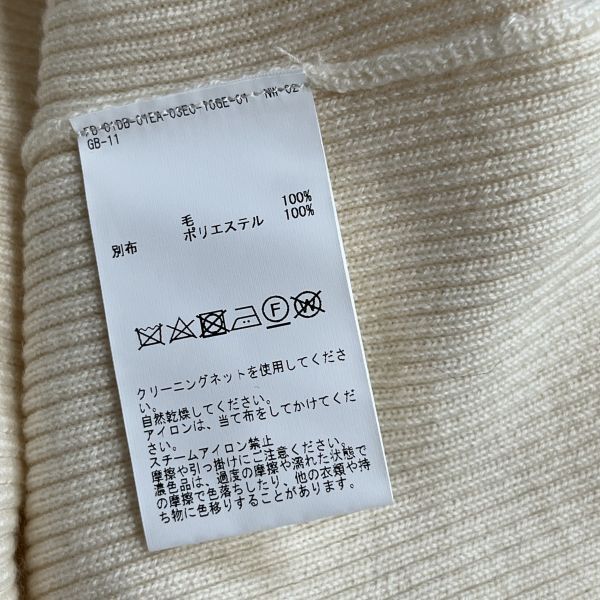 GB-11
毛 100%
別布 ポリエステル 100%
F W
クリーニングネットを使用してくださ
い。
自然乾燥してください。
アイロンは、当て布をしてかけてくだ
さい。
スチームアイロン禁止
摩擦や引っ掛けにご注意ください。
濃色品は、過度の摩擦や濡れた状態で
の摩擦で色落ちしたり、他の衣類や持
ち物に色移りすることがあります。